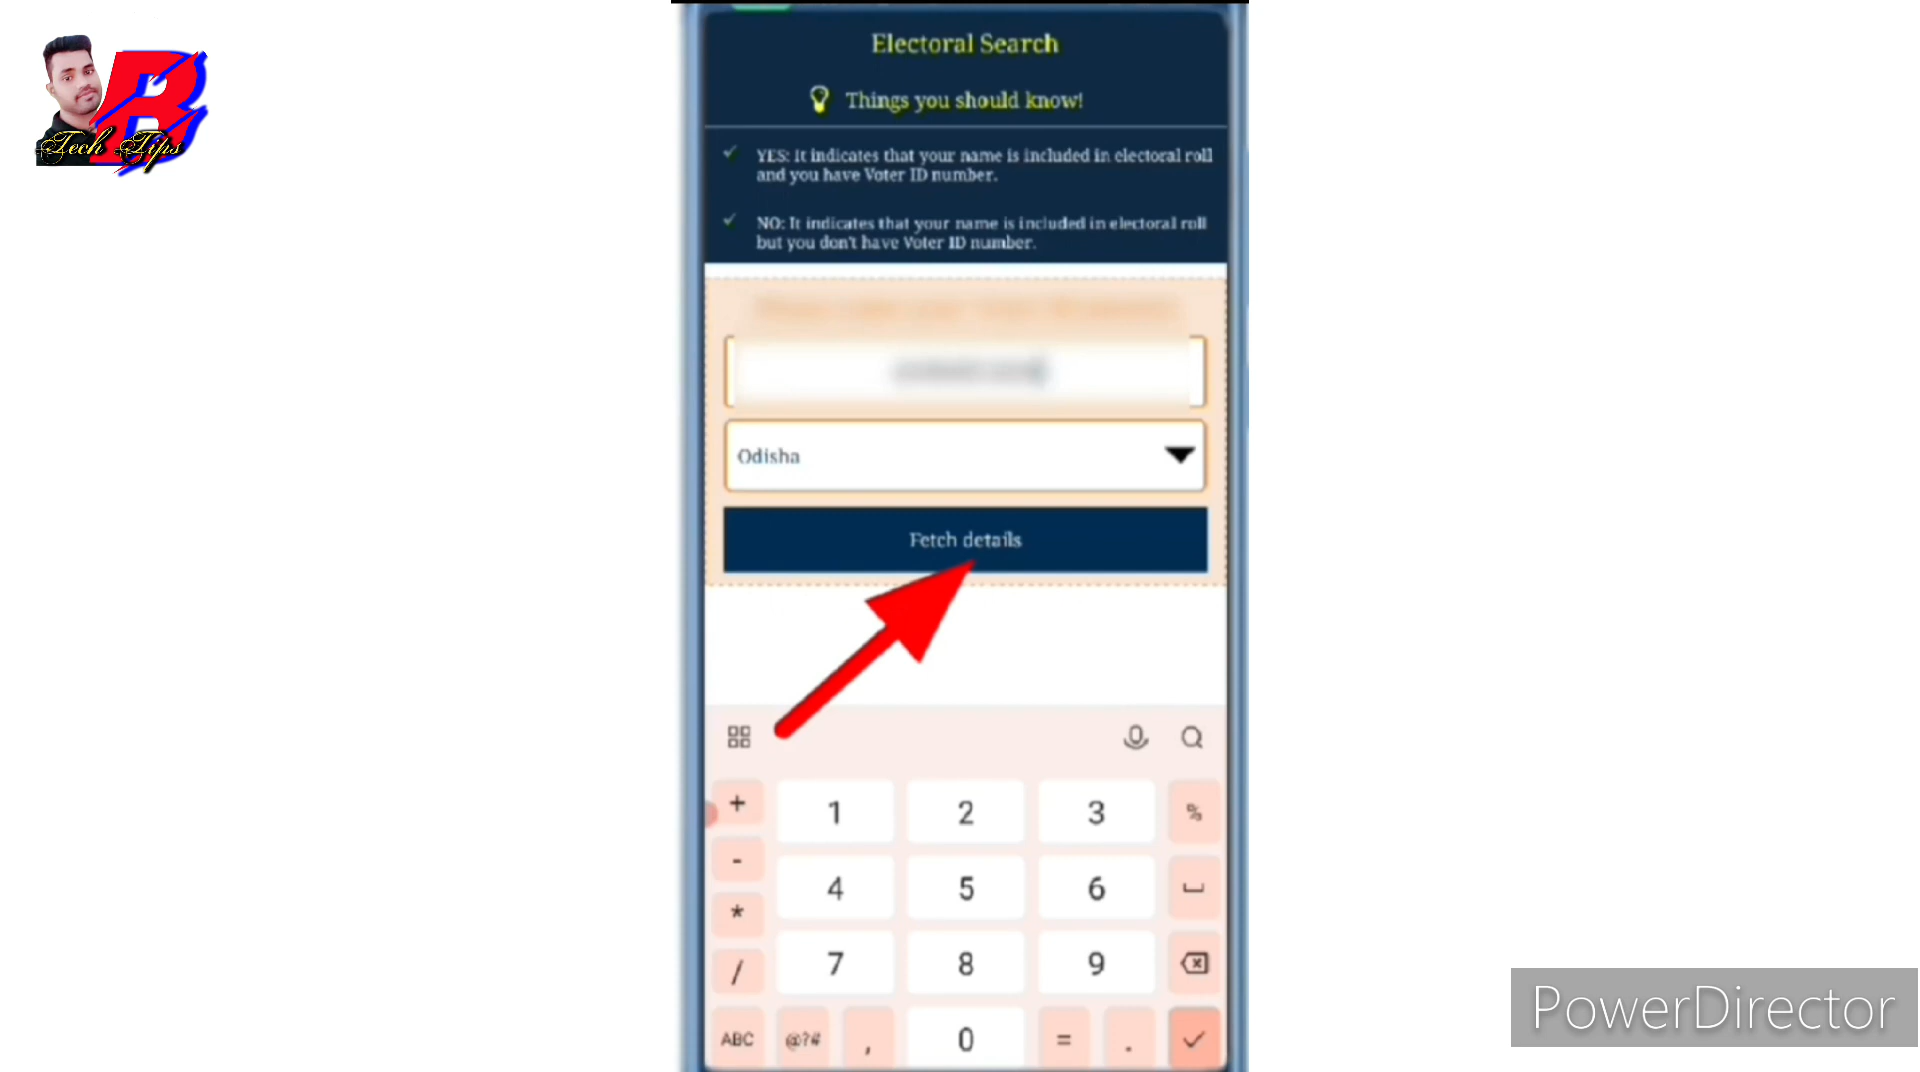 Electoral Search
Things you should know!
YES: It indicates that your name is included in electoral roll
and you have Voter ID number.
NO: It indicates that your name is included in electoral roll
but you don't have Voter ID number.
Odisha
Fetch details
+ 1 2 3 %
- 4 5 6
*
/ 7 8 9
ABC @?# , 0 = .
B
Tech Tips
PowerDirector